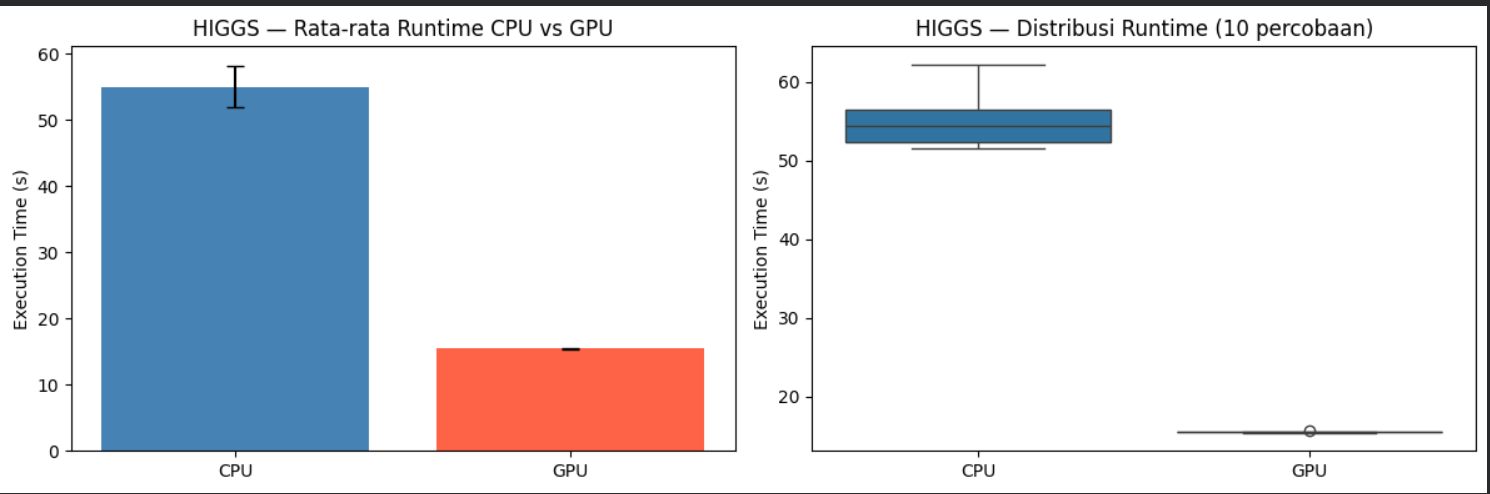 HIGGS — Rata-rata Runtime CPU vs GPU
Execution Time (s)
60
50
40
30
20
10
0
CPU GPU
HIGGS — Distribusi Runtime (10 percobaan)
Execution Time (s)
60
50
40
30
20
CPU GPU